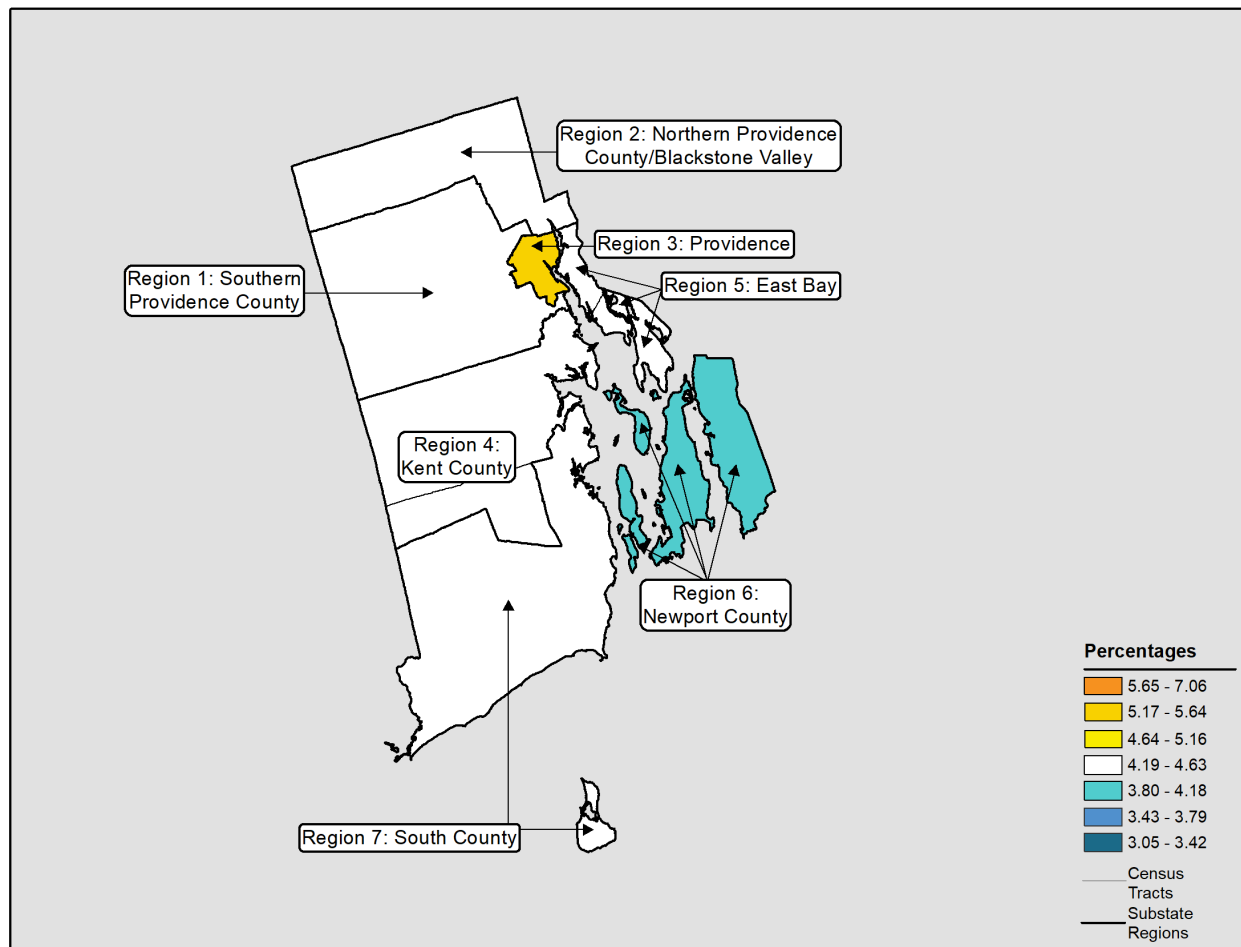 Region 2: Northern Providence
County/Blackstone Valley
Region 3: Providence
Region 1: Southern
Providence County
Region 5: East Bay
Region 4:
Kent County
Region 6:
Newport County
Region 7: South County
Percentages
5.65 - 7.06
5.17 - 5.64
4.64 - 5.16
4.19 - 4.63
3.80 - 4.18
3.43 - 3.79
3.05 - 3.42
Census
Tracts
Substate
Regions